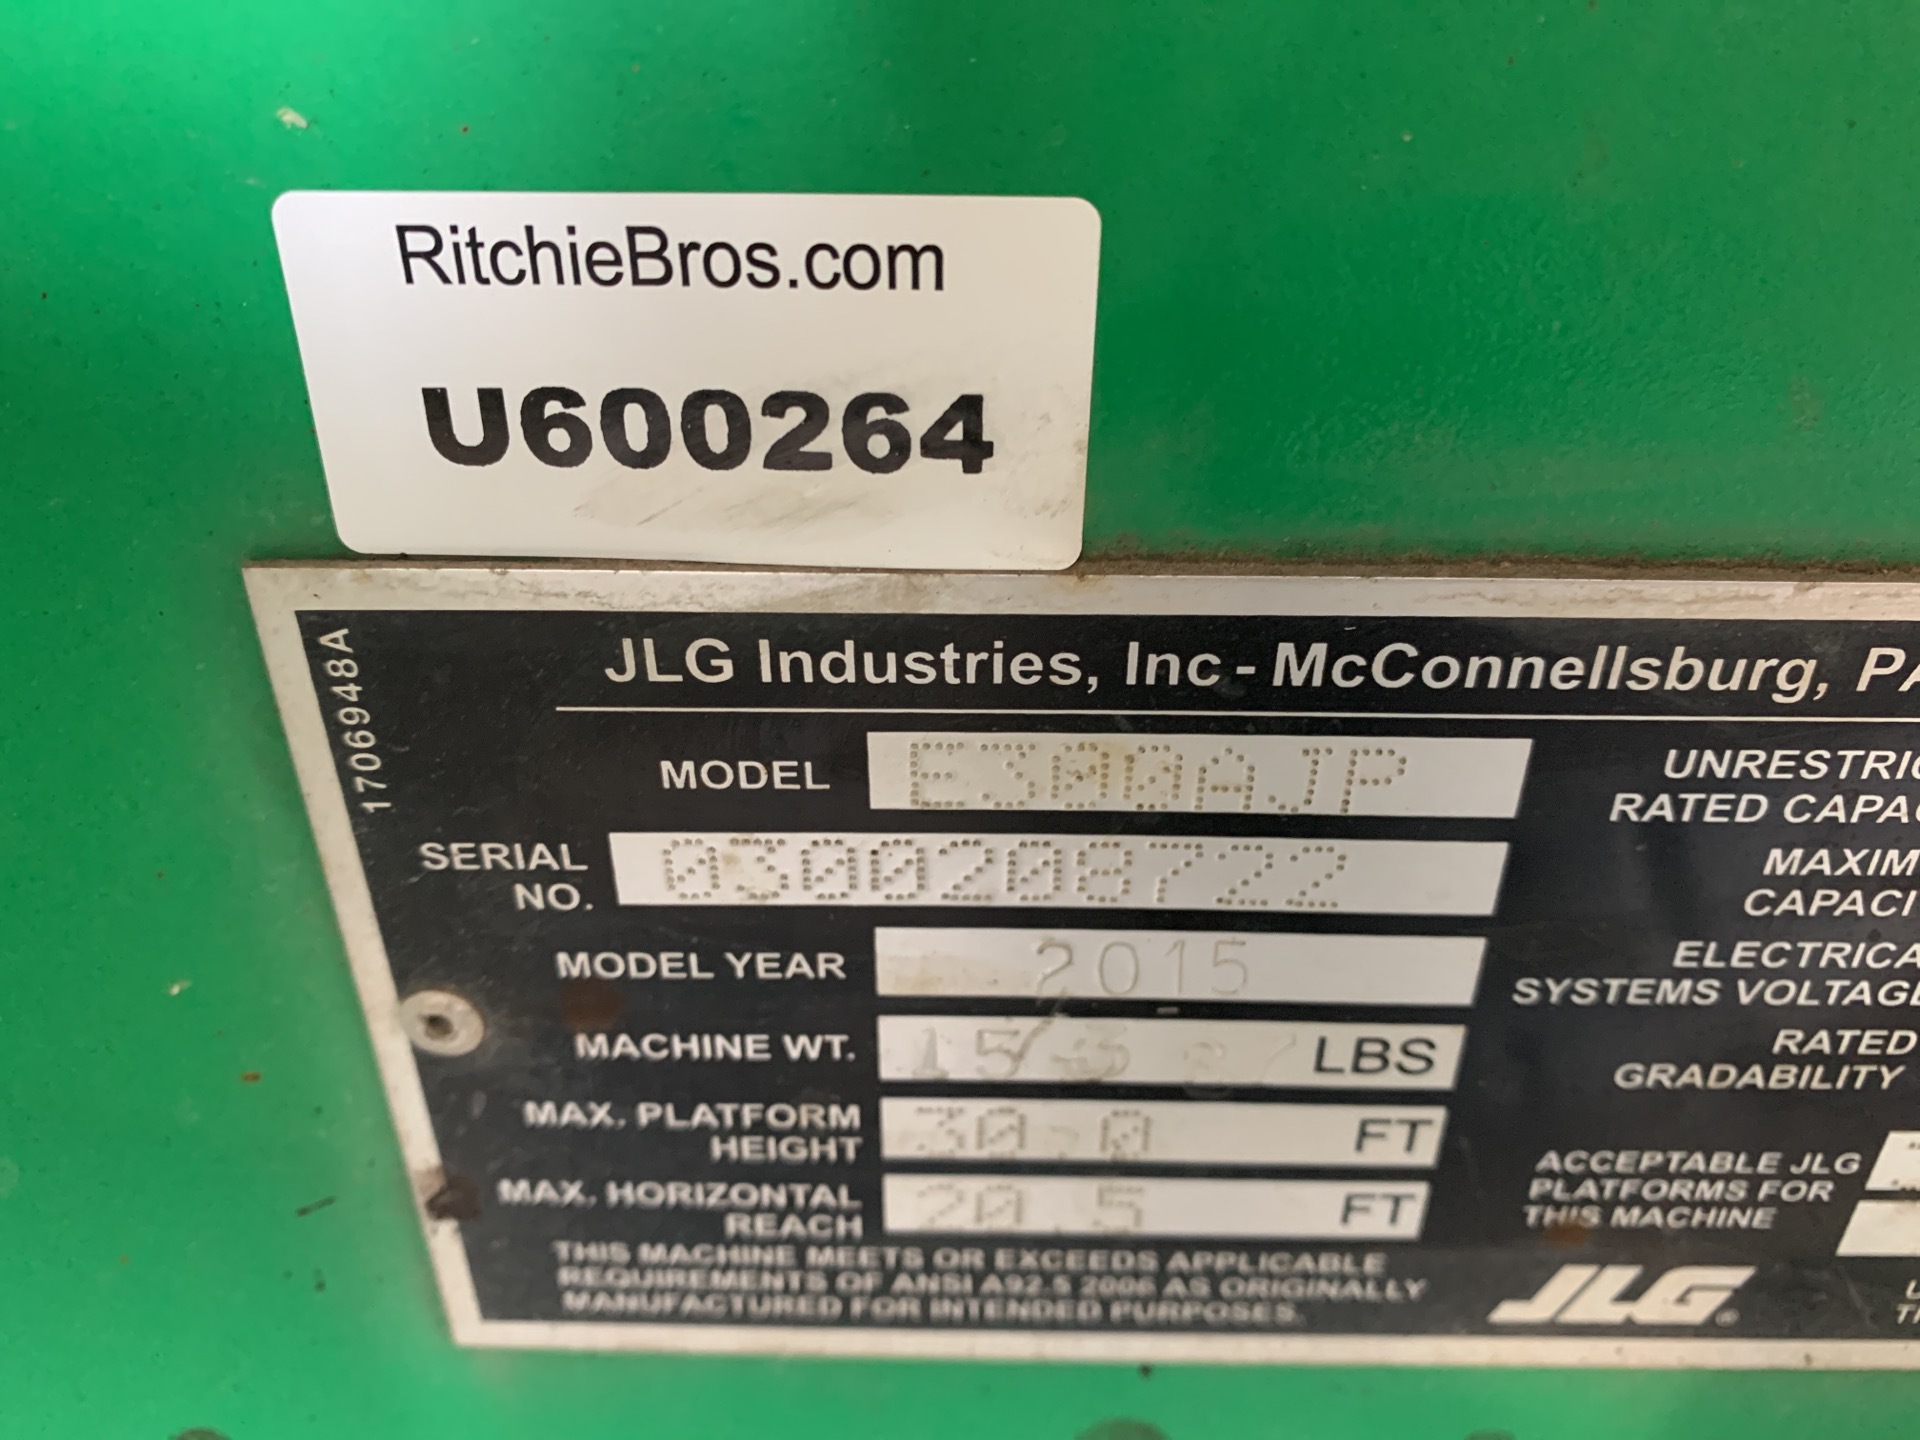 RitchieBros.com
U600264
1706948A
JLG Industries, Inc - McConnellsburg, PA
MODEL E300AJP
SERIAL NO. 0300208722
MODEL YEAR 2015
MACHINE WT. LBS
MAX. PLATFORM HEIGHT 30.0 FT
MAX. HORIZONTAL REACH 20.5 FT
THIS MACHINE MEETS OR EXCEEDS APPLICABLE
REQUIREMENTS OF ANSI A92.5 2006 AS ORIGINALLY
MANUFACTURED FOR INTENDED PURPOSES.
UNRESTRIC
RATED CAPA
MAXIM
CAPACI
ELECTRICA
SYSTEMS VOLTAGE
RATED
GRADABILITY
ACCEPTABLE JLG
PLATFORMS FOR
THIS MACHINE
JLG